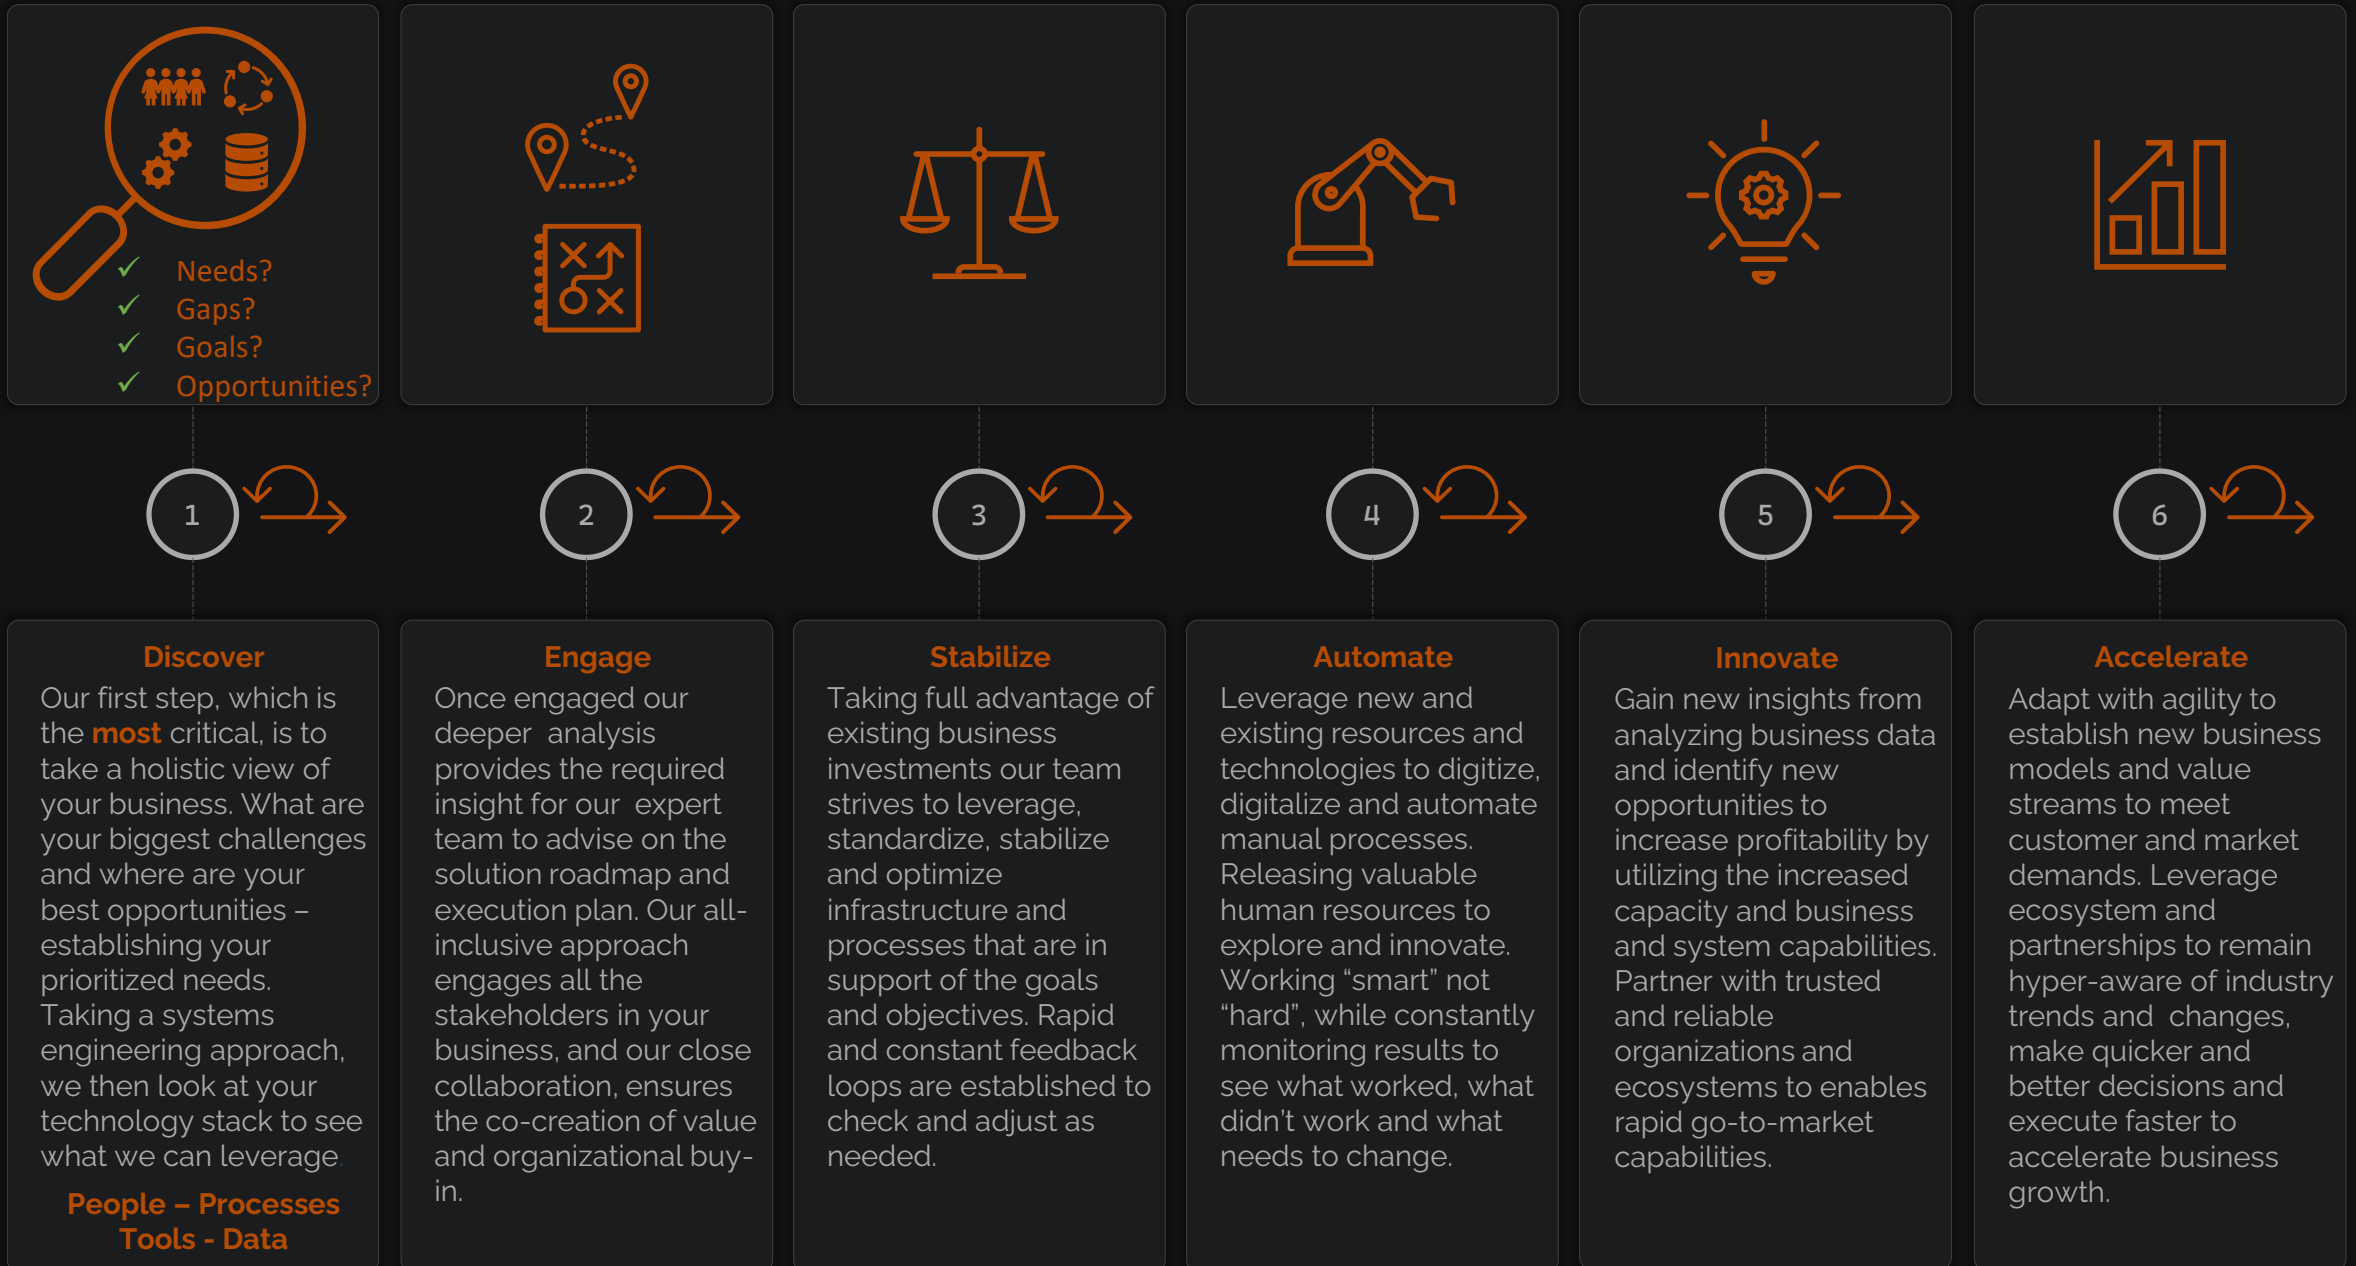 Needs?
Gaps?
Goals?
Opportunities?
1
2
3
4
5
6
Discover
Our first step, which is
the most critical, is to
take a holistic view of
your business. What are
your biggest challenges
and where are your
best opportunities –
establishing your
prioritized needs.
Taking a systems
engineering approach,
we then look at your
technology stack to see
what we can leverage.
People – Processes
Tools - Data
Engage
Once engaged our
deeper analysis
provides the required
insight for our expert
team to advise on the
solution roadmap and
execution plan. Our all-
inclusive approach
engages all the
stakeholders in your
business, and our close
collaboration, ensures
the co-creation of value
and organizational buy-
in.
Stabilize
Taking full advantage of
existing business
investments our team
strives to leverage,
standardize, stabilize
and optimize
infrastructure and
processes that are in
support of the goals
and objectives. Rapid
and constant feedback
loops are established to
check and adjust as
needed.
Automate
Leverage new and
existing resources and
technologies to digitize,
digitalize and automate
manual processes.
Releasing valuable
human resources to
explore and innovate.
Working “smart” not
“hard”, while constantly
monitoring results to
see what worked, what
didn’t work and what
needs to change.
Innovate
Gain new insights from
analyzing business data
and identify new
opportunities to
increase profitability by
utilizing the increased
capacity and business
and system capabilities.
Partner with trusted
and reliable
organizations and
ecosystems to enables
rapid go-to-market
capabilities.
Accelerate
Adapt with agility to
establish new business
models and value
streams to meet
customer and market
demands. Leverage
ecosystem and
partnerships to remain
hyper-aware of industry
trends and changes,
make quicker and
better decisions and
execute faster to
accelerate business
growth.